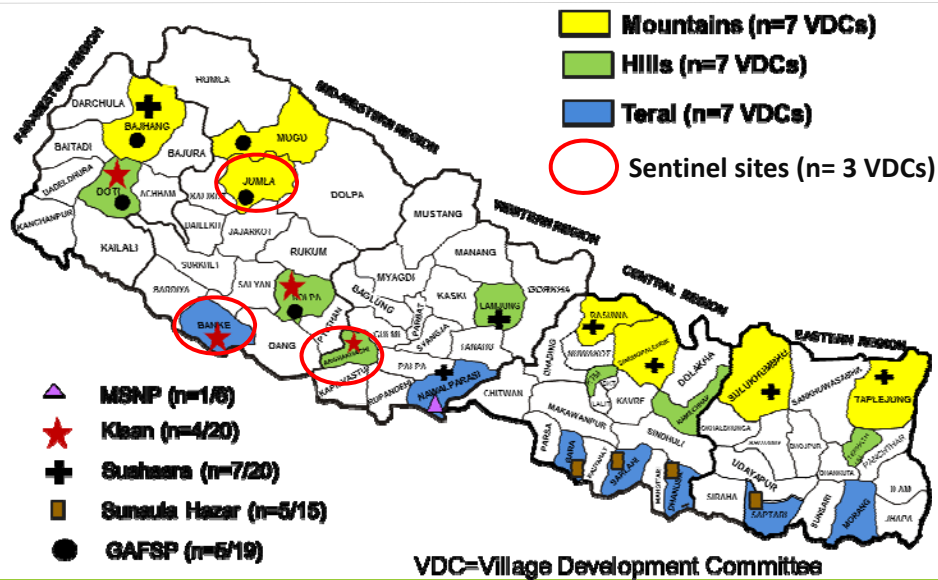 Mountains (n=7 VDCs)
Hills (n=7 VDCs)
Terai (n=7 VDCs)
Sentinel sites (n= 3 VDCs)
FAR-WESTERN REGION
MID-WESTERN REGION
WESTERN REGION
CENTRAL REGION
EASTERN REGION
HUMLA
DARCHULA
BAJHANG
MUGU
BAITADI
BAJURA
DADELDHURA
DOTI
ACHHAM
JUMLA
DOLPA
KANCHANPUR
KAILALI
JAJARKOT
MUSTANG
RUKUM
MANANG
SURKHET
SALYAN
ROLPA
MYAGDI
BARDIYA
BAGLUNG
KASKI
LAMJUNG
GORKHA
PARBAT
SYANGJA
TANAHU
BANKE
DANG
GULMI
PALPA
KAPILVASTU
RUPANDEHI
NAWALPARASI
CHITWAN
RASUWA
DHADING
NUWAKOT
SINDHUPALCHOK
DOLAKHA
KAVRE
MAKAWANPUR
SINDHULI
PARSA
BARA
RAUTAHAT
SARLAHI
DHANUSA
SIRAHA
SOLUKHUMBU
SANKHUWASABHA
TAPLEJUNG
OKHALDHUNGA
BHOJPUR
DHANKUTA
PANCHTHAR
UDAYAPUR
SAPTARI
SUNSARI
MORANG
JHAPA
MSNP (n=1/6)
Kisan (n=4/20)
Suahaara (n=7/20)
Sunaula Hazar (n=5/15)
GAFSP (n=5/19)
VDC=Village Development Committee